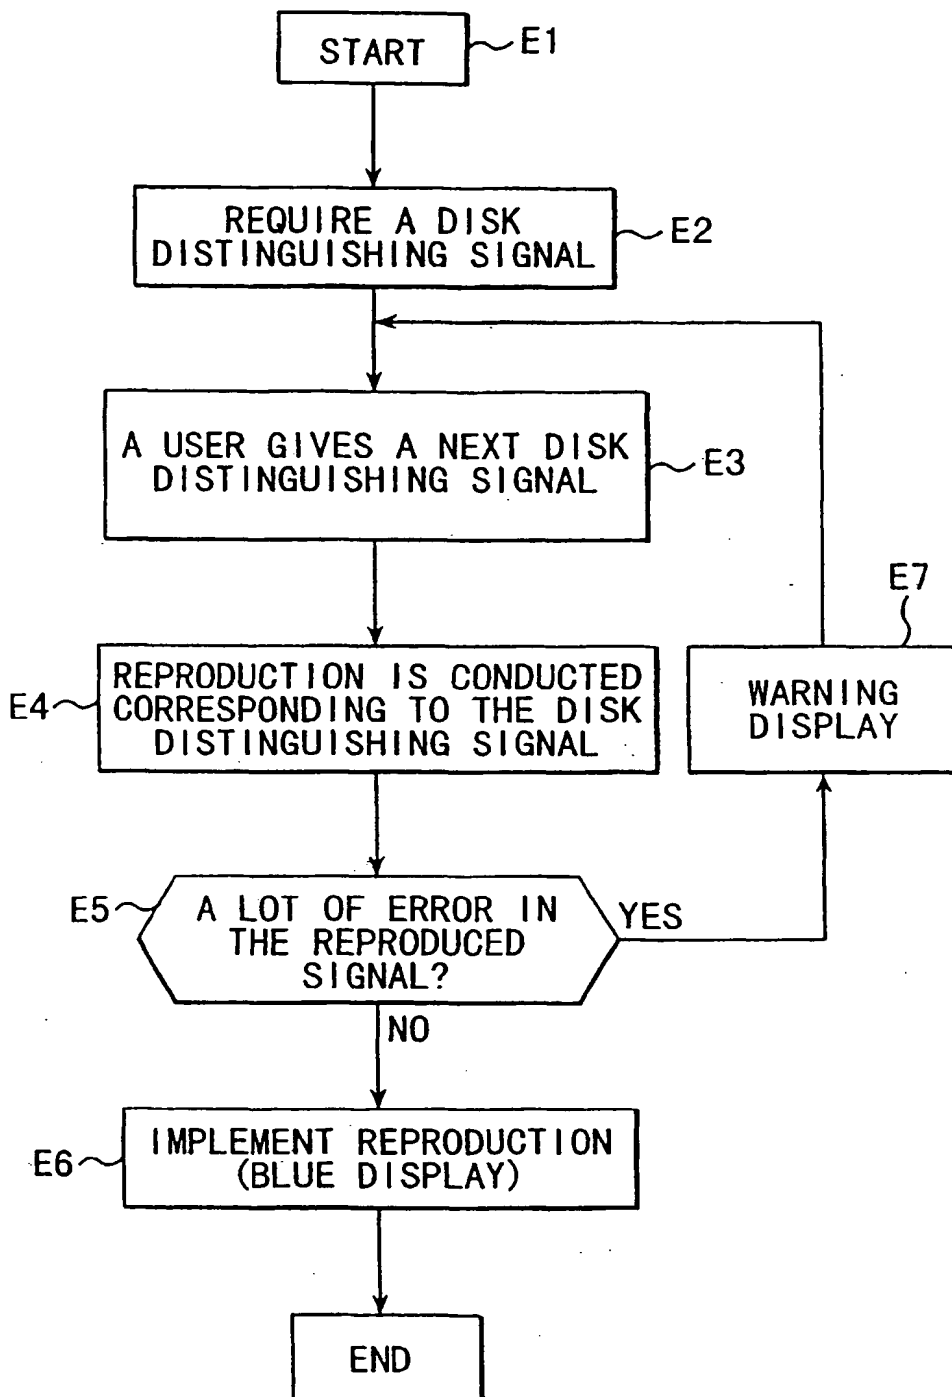 START
E1
REQUIRE A DISK
DISTINGUISHING SIGNAL
E2
A USER GIVES A NEXT DISK
DISTINGUISHING SIGNAL
E3
E7
REPRODUCTION IS CONDUCTED
CORRESPONDING TO THE DISK
DISTINGUISHING SIGNAL
E4
WARNING
DISPLAY
E5
A LOT OF ERROR IN
THE REPRODUCED
SIGNAL?
YES
NO
IMPLEMENT REPRODUCTION
(BLUE DISPLAY)
E6
END